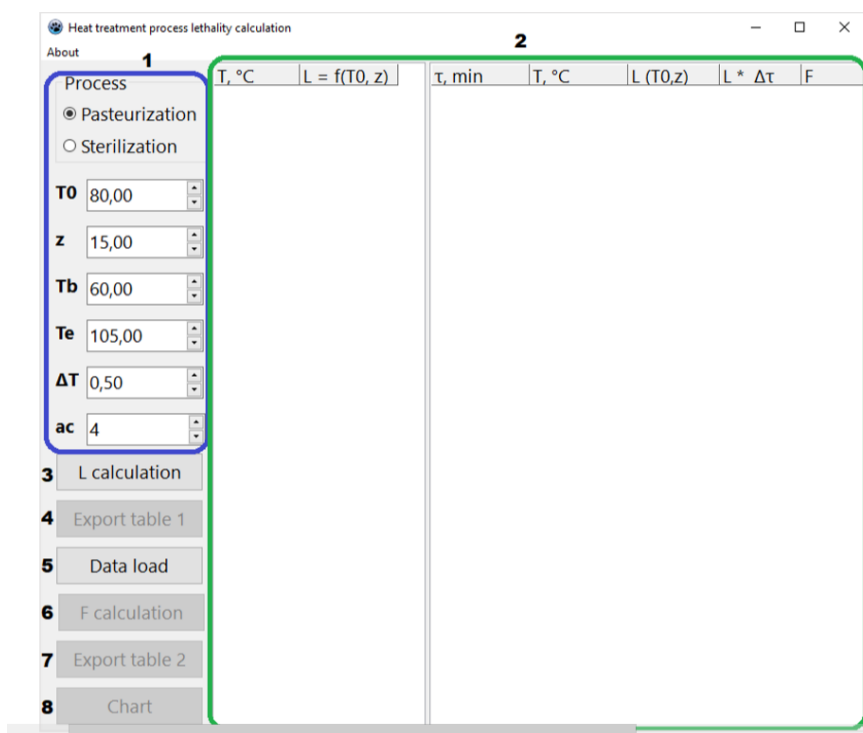 Heat treatment process lethality calculation
About
1
2
Process
Pasteurization
Sterilization
T0 80,00
z 15,00
Tb 60,00
Te 105,00
ΔT 0,50
ac 4
3 L calculation
4 Export table 1
5 Data load
6 F calculation
7 Export table 2
8 Chart
T, °C L = f(T0, z)
τ, min T, °C L (T0,z) L * Δτ F